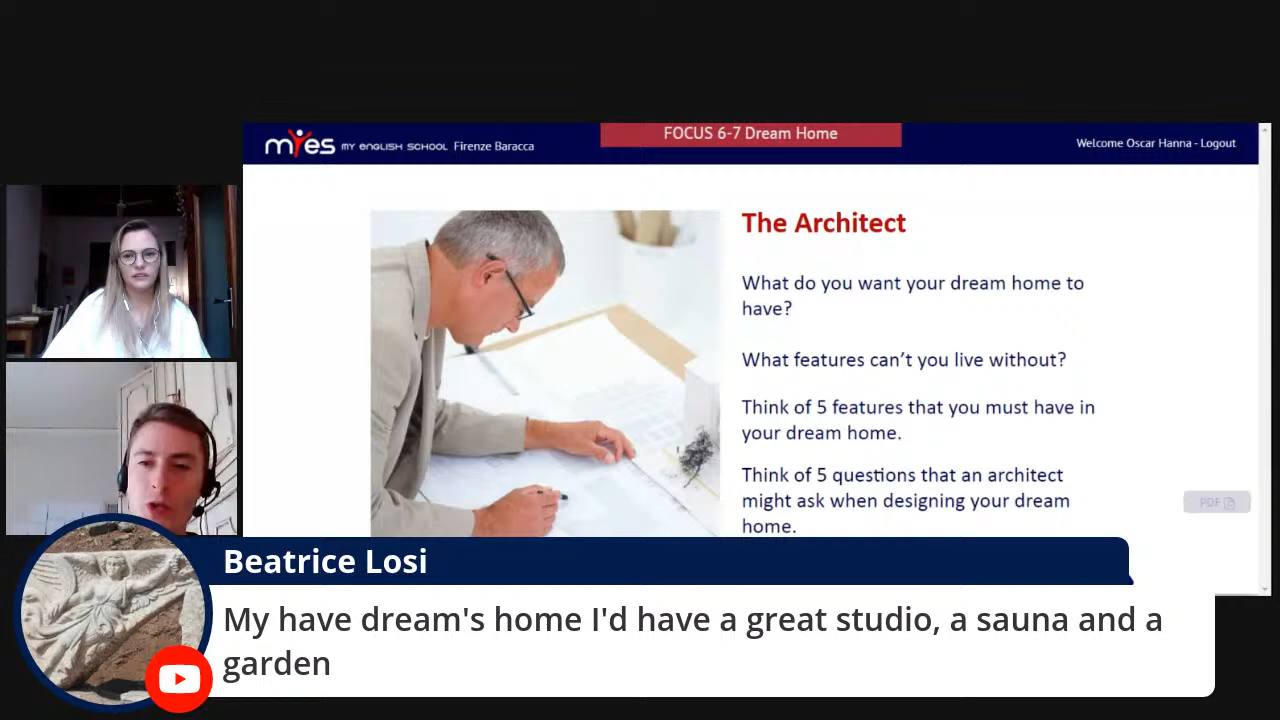 FOCUS 6-7 Dream Home
myes MY ENGLISH SCHOOL Firenze Baracca
Welcome Oscar Hanna - Logout
The Architect
What do you want your dream home to
have?
What features can't you live without?
Think of 5 features that you must have in
your dream home.
Think of 5 questions that an architect
might ask when designing your dream
home.
PDF
Beatrice Losi
My have dream's home I'd have a great studio, a sauna and a
garden